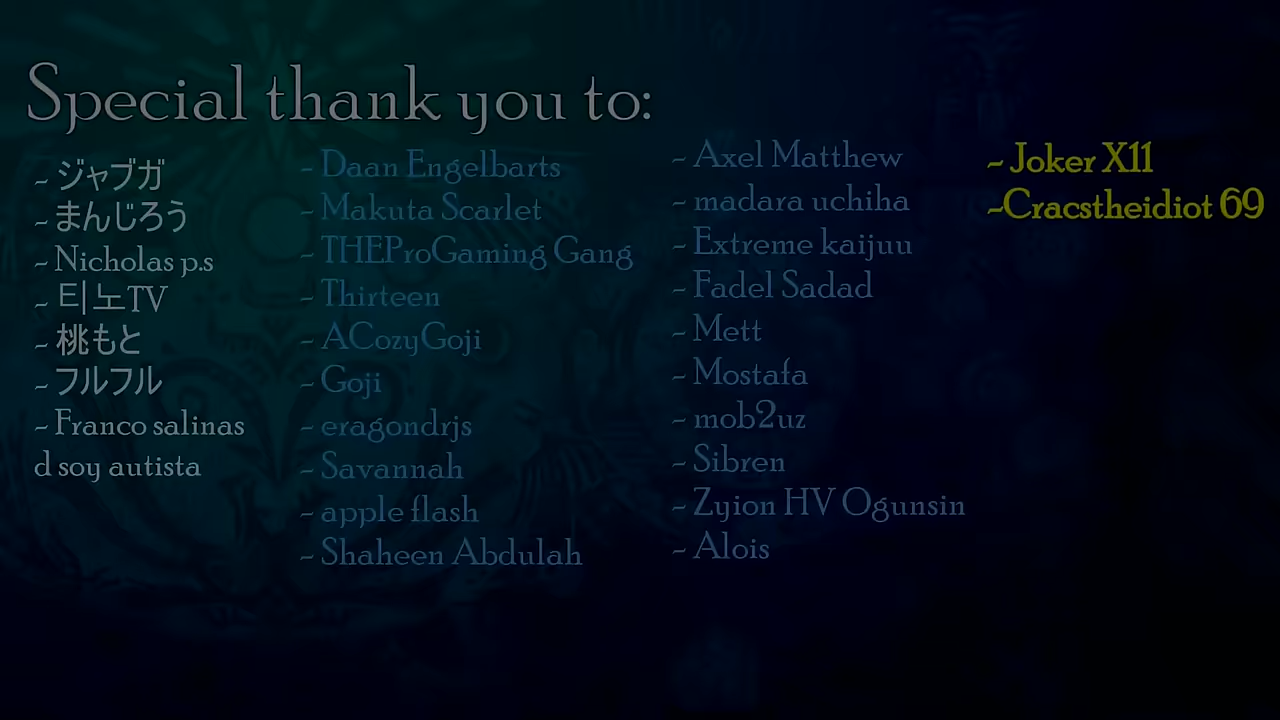 Special thank you to:
- ジャブガ
- まんじろう
- Nicholas p.s
- 티노TV
- 桃もと
- フルフル
- Franco salinas
d soy autista
- Daan Engelbarts
- Makuta Scarlet
- THEProGaming Gang
- Thirteen
- ACozyGoji
- Goji
- eragondrjs
- Savannah
- apple flash
- Shaheen Abdulah
- Axel Matthew
- madara uchiha
- Extreme kaijuu
- Fadel Sadad
- Mett
- Mostafa
- mob2uz
- Sibren
- Zyion HV Ogunsin
- Alois
- Joker X11
-Cracstheidiot 69